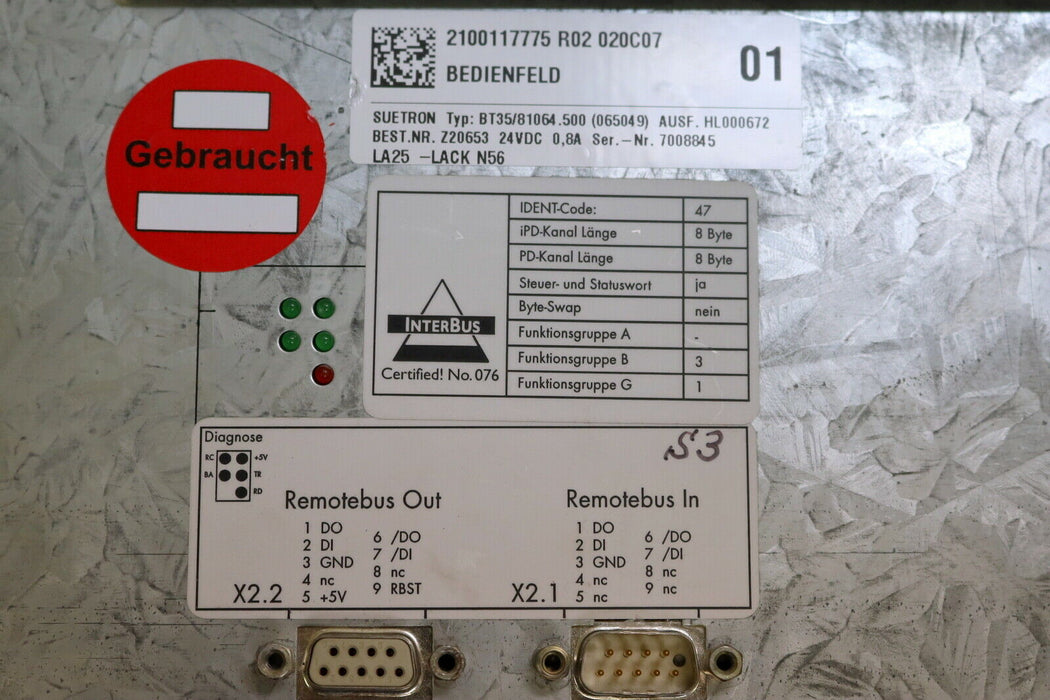 2100117775 R02 020C07
BEDIENFELD
01
SUETRON Typ: BT35/81064.500 (065049) AUSF. HL000672
BEST.NR. Z20653 24VDC 0,8A Ser.-Nr. 7008845
LA25 -LACK N56
Gebraucht
IDENT-Code: 47
iPD-Kanal Länge 8 Byte
PD-Kanal Länge 8 Byte
Steuer- und Statuswort ja
Byte-Swap nein
Funktionsgruppe A -
Funktionsgruppe B 3
Funktionsgruppe G 1
INTERBUS
Certified! No. 076
Diagnose
RC +5V
BA TR
RD
S3
Remotebus Out
1 DO
2 DI
3 GND
4 nc
5 +5V
6 /DO
7 /DI
8 nc
9 RBST
X2.2
Remotebus In
1 DO
2 DI
3 GND
4 nc
5 nc
6 /DO
7 /DI
8 nc
9 nc
X2.1